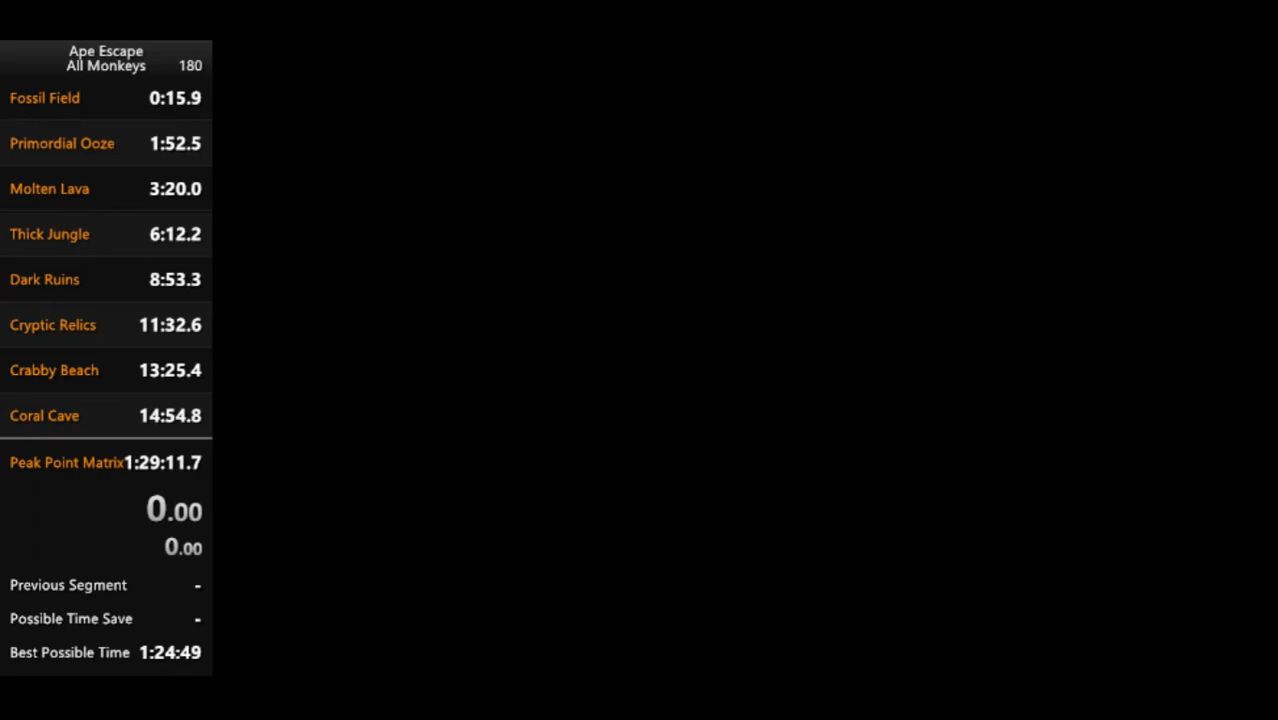 Ape Escape
All Monkeys 180
Fossil Field 0:15.9
Primordial Ooze 1:52.5
Molten Lava 3:20.0
Thick Jungle 6:12.2
Dark Ruins 8:53.3
Cryptic Relics 11:32.6
Crabby Beach 13:25.4
Coral Cave 14:54.8
Peak Point Matrix 1:29:11.7
0.00
0.00
Previous Segment -
Possible Time Save -
Best Possible Time 1:24:49